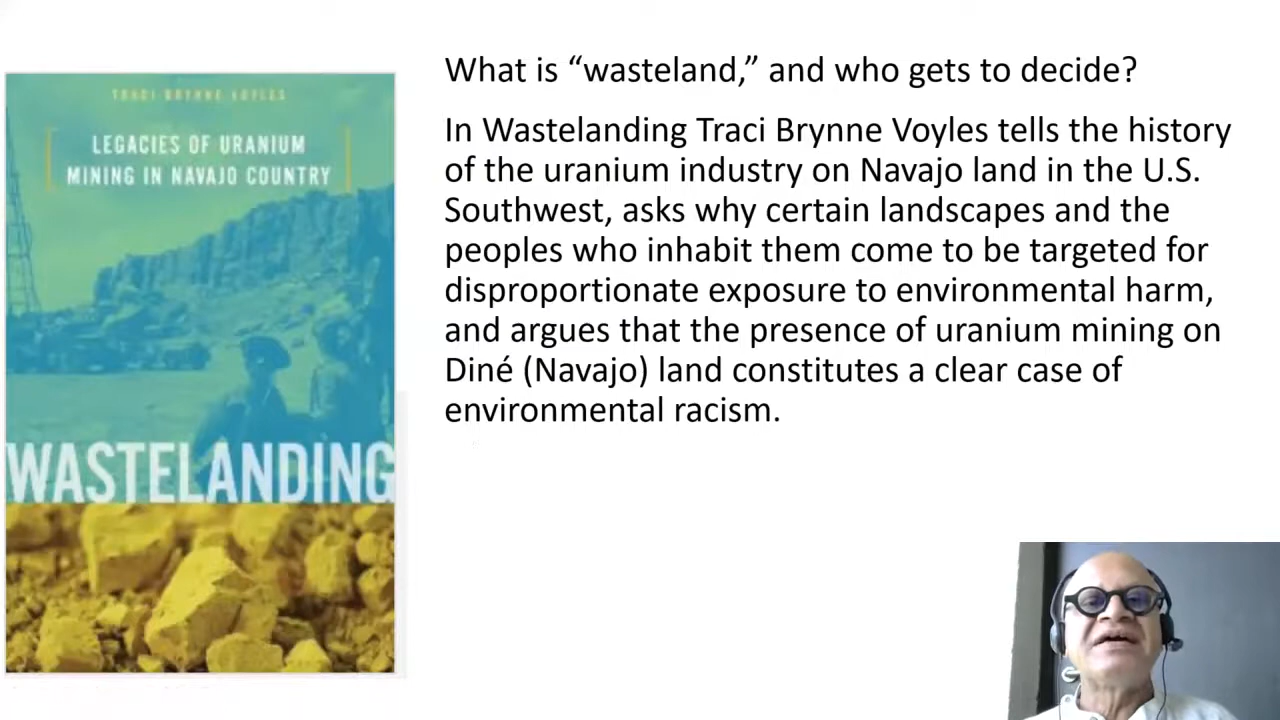 TRACI BRYNNE VOYLES
LEGACIES OF URANIUM
MINING IN NAVAJO COUNTRY
WASTELANDING
What is “wasteland,” and who gets to decide?
In Wastelanding Traci Brynne Voyles tells the history
of the uranium industry on Navajo land in the U.S.
Southwest, asks why certain landscapes and the
peoples who inhabit them come to be targeted for
disproportionate exposure to environmental harm,
and argues that the presence of uranium mining on
Diné (Navajo) land constitutes a clear case of
environmental racism.